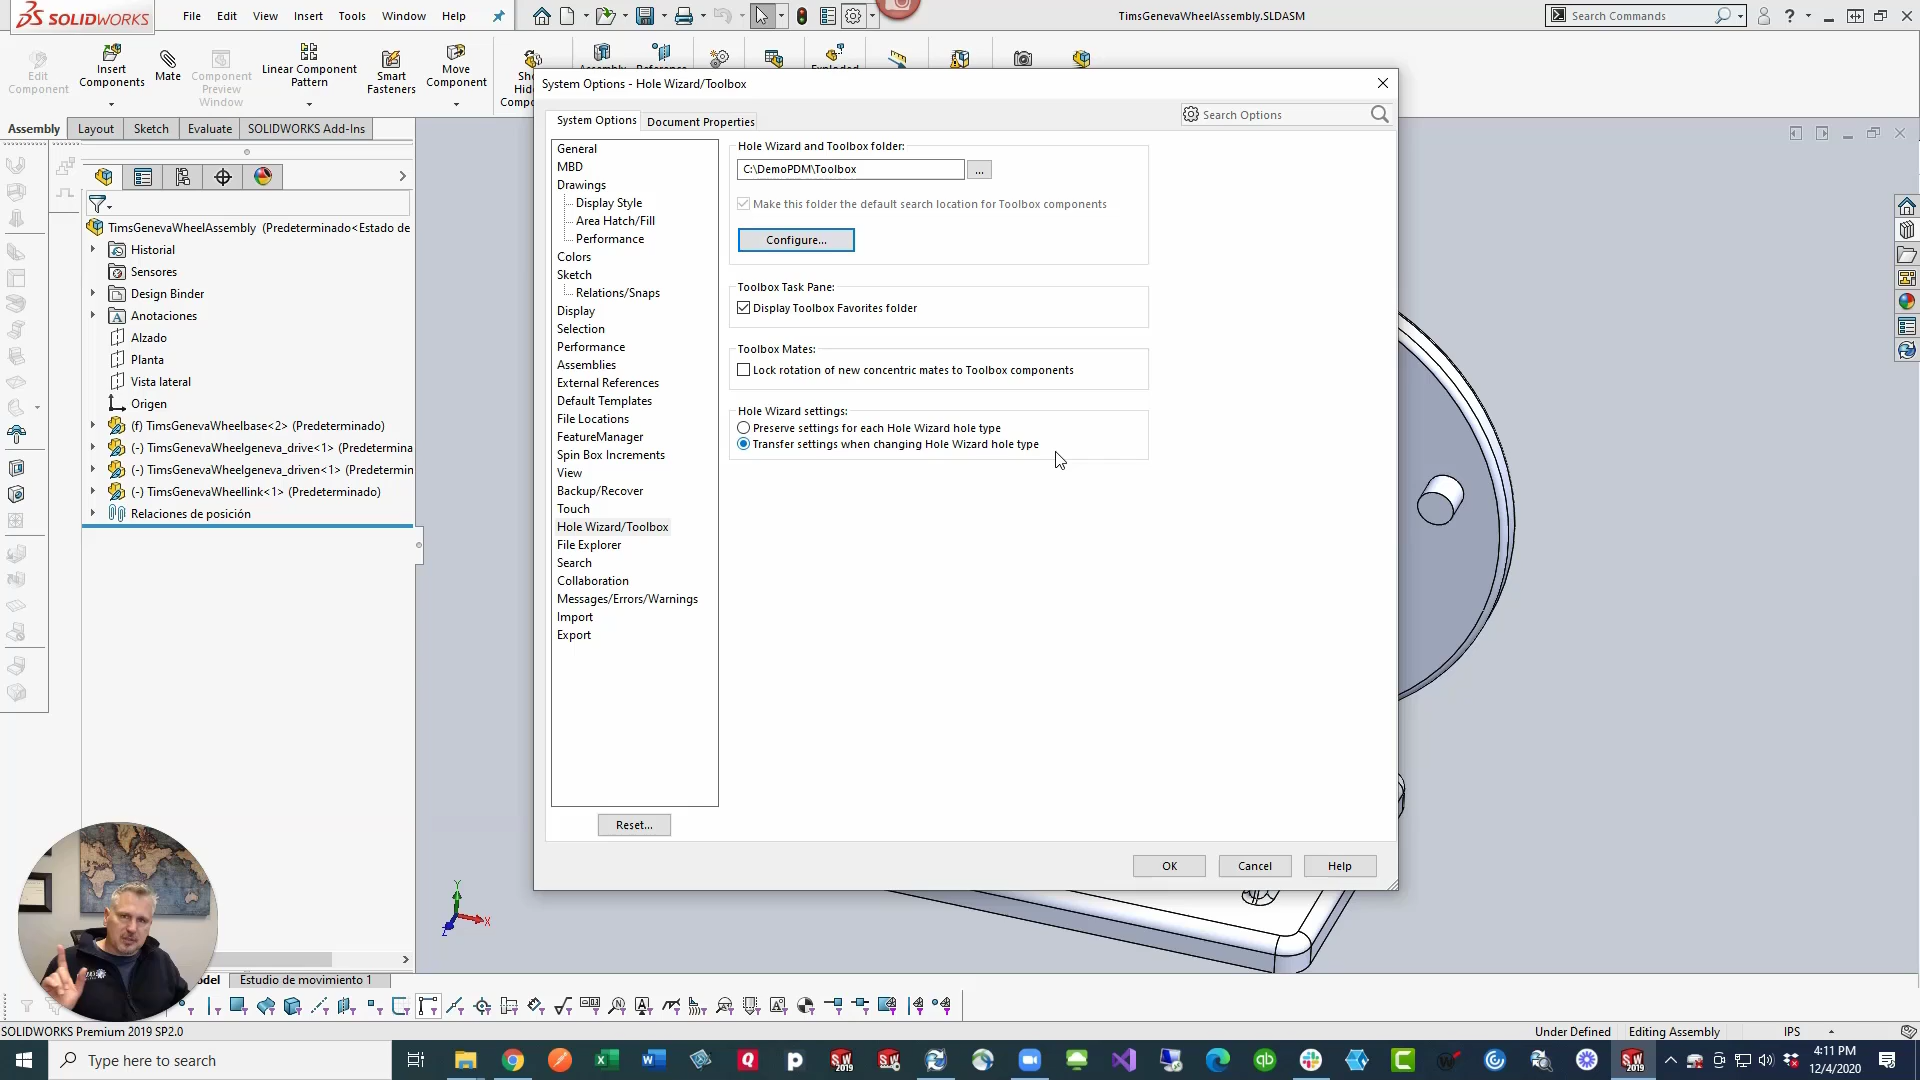 SOLIDWORKS
File Edit View Insert Tools Window Help
TimsGenevaWheelAssembly.SLDASM
Search Commands
Edit Component
Insert Components
Mate
Component Preview Window
Linear Component Pattern
Smart Fasteners
Move Component
Assembly Layout Sketch Evaluate SOLIDWORKS Add-Ins
TimsGenevaWheelAssembly (Predeterminado<Estado de
Historial
Sensores
Design Binder
Anotaciones
Alzado
Planta
Vista lateral
Origen
(f) TimsGenevaWheelbase<2> (Predeterminado)
(-) TimsGenevaWheelgeneva_drive<1> (Predetermina
(-) TimsGenevaWheelgeneva_driven<1> (Predetermin
(-) TimsGenevaWheellink<1> (Predeterminado)
Relaciones de posición
System Options - Hole Wizard/Toolbox
System Options Document Properties
Search Options
General
MBD
Drawings
Display Style
Area Hatch/Fill
Performance
Colors
Sketch
Relations/Snaps
Display
Selection
Performance
Assemblies
External References
Default Templates
File Locations
FeatureManager
Spin Box Increments
View
Backup/Recover
Touch
Hole Wizard/Toolbox
File Explorer
Search
Collaboration
Messages/Errors/Warnings
Import
Export
Reset...
Hole Wizard and Toolbox folder:
C:\DemoPDM\Toolbox
...
Make this folder the default search location for Toolbox components
Configure...
Toolbox Task Pane:
Display Toolbox Favorites folder
Toolbox Mates:
Lock rotation of new concentric mates to Toolbox components
Hole Wizard settings:
Preserve settings for each Hole Wizard hole type
Transfer settings when changing Hole Wizard hole type
OK Cancel Help
Y
X
Z
Estudio de movimiento 1
SOLIDWORKS Premium 2019 SP2.0
Under Defined Editing Assembly IPS
Type here to search
4:11 PM
12/4/2020